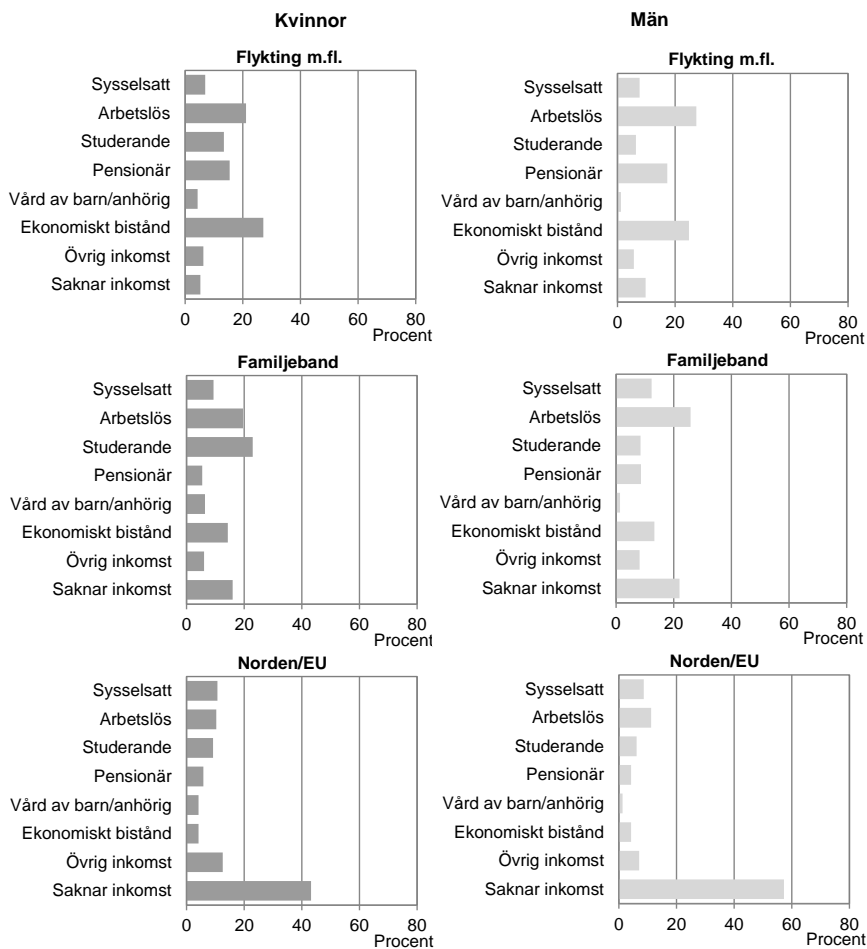 Kvinnor
Män
Flykting m.fl.
Sysselsatt
Arbetslös
Studerande
Pensionär
Vård av barn/anhörig
Ekonomiskt bistånd
Övrig inkomst
Saknar inkomst
0 20 40 60 80
Procent
Flykting m.fl.
Sysselsatt
Arbetslös
Studerande
Pensionär
Vård av barn/anhörig
Ekonomiskt bistånd
Övrig inkomst
Saknar inkomst
0 20 40 60 80
Procent
Familjeband
Sysselsatt
Arbetslös
Studerande
Pensionär
Vård av barn/anhörig
Ekonomiskt bistånd
Övrig inkomst
Saknar inkomst
0 20 40 60 80
Procent
Familjeband
Sysselsatt
Arbetslös
Studerande
Pensionär
Vård av barn/anhörig
Ekonomiskt bistånd
Övrig inkomst
Saknar inkomst
0 20 40 60 80
Procent
Norden/EU
Sysselsatt
Arbetslös
Studerande
Pensionär
Vård av barn/anhörig
Ekonomiskt bistånd
Övrig inkomst
Saknar inkomst
0 20 40 60 80
Procent
Norden/EU
Sysselsatt
Arbetslös
Studerande
Pensionär
Vård av barn/anhörig
Ekonomiskt bistånd
Övrig inkomst
Saknar inkomst
0 20 40 60 80
Procent